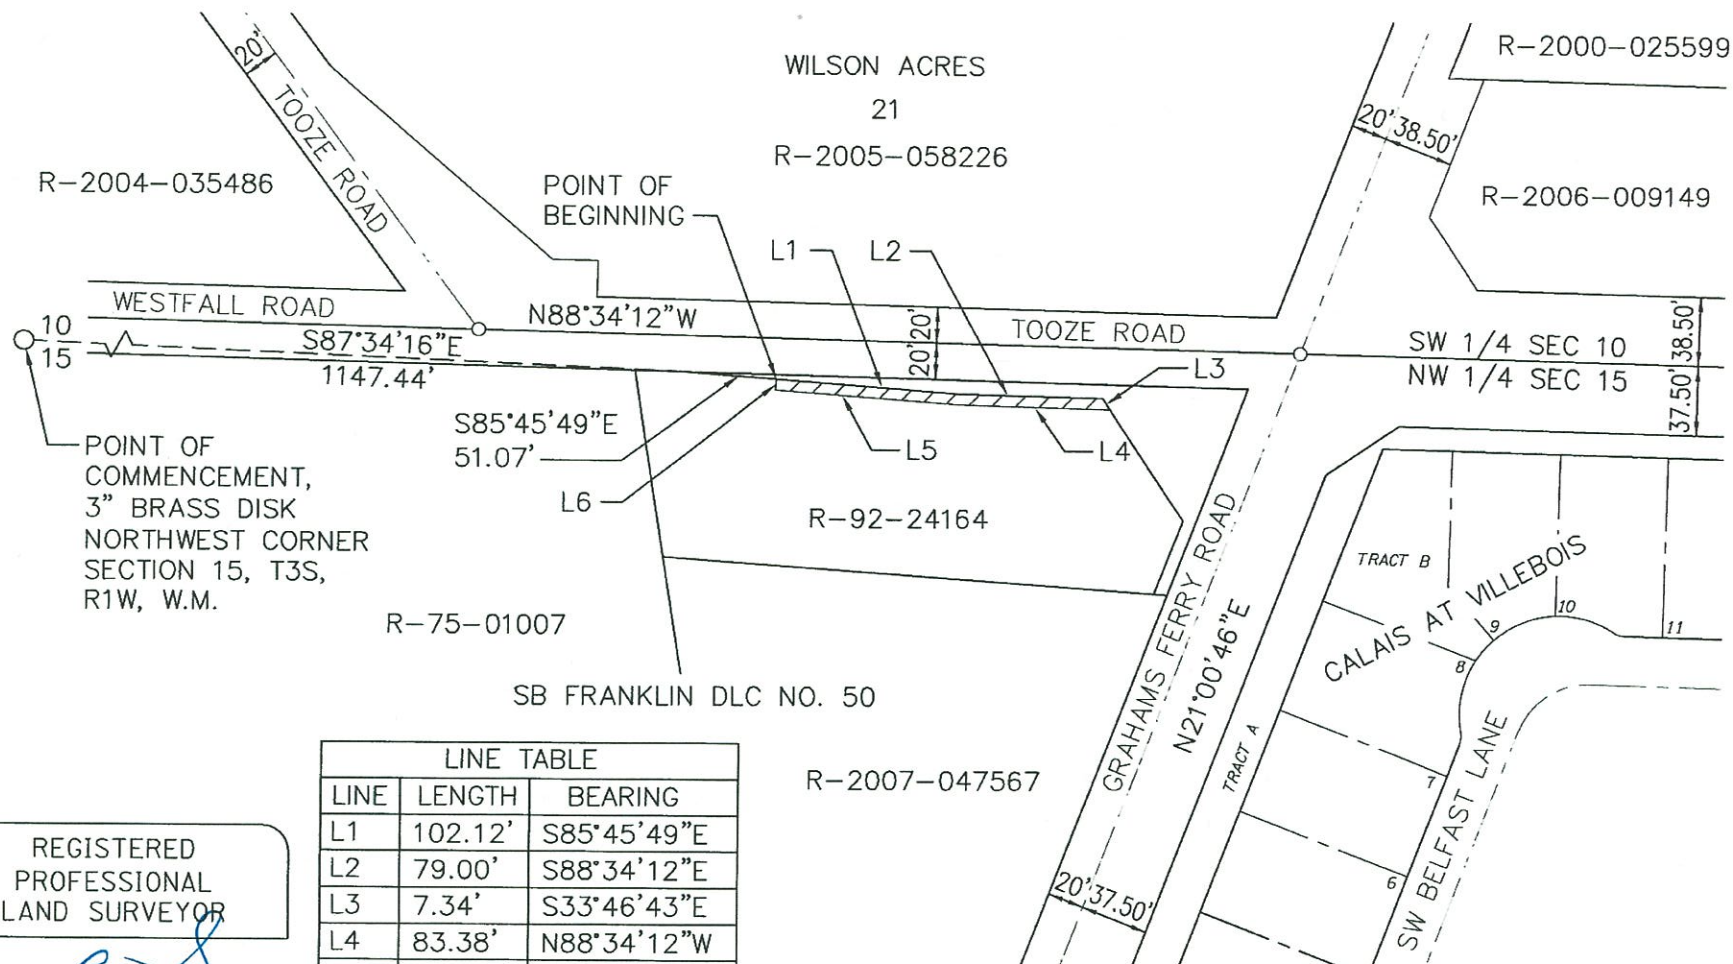 R-2000-025599
WILSON ACRES
21
R-2005-058226
20'
TOOZE ROAD
20' 38.50'
R-2004-035486
POINT OF
BEGINNING
R-2006-009149
L1
L2
WESTFALL ROAD
N88°34'12"W
20' 20'
TOOZE ROAD
10
15
S87°34'16"E
1147.44'
SW 1/4 SEC 10
NW 1/4 SEC 15
38.50'
37.50'
L3
S85°45'49"E
51.07'
L5
L4
L6
POINT OF
COMMENCEMENT,
3" BRASS DISK
NORTHWEST CORNER
SECTION 15, T3S,
R1W, W.M.
R-92-24164
R-75-01007
SB FRANKLIN DLC NO. 50
GRAHAMS FERRY ROAD
N21°00'46"E
TRACT B
CALAIS AT VILLEBOIS
10
9
11
8
7
6
TRACT A
SW BELFAST LANE
R-2007-047567
20' 37.50'
LINE TABLE
LINE LENGTH BEARING
L1 102.12' S85°45'49"E
L2 79.00' S88°34'12"E
L3 7.34' S33°46'43"E
L4 83.38' N88°34'12"W
REGISTERED
PROFESSIONAL
LAND SURVEYOR